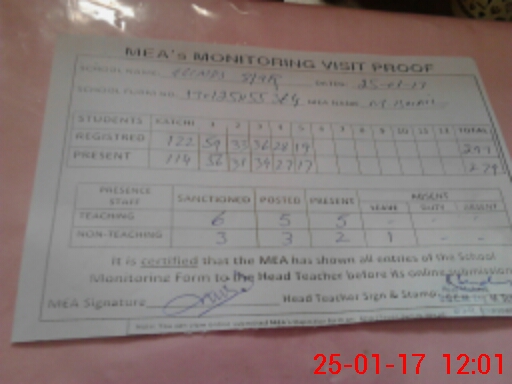 MEA's MONITORING VISIT PROOF
SCHOOL NAME DATE: 25-01-17
SCHOOL FORM NO. MEA NAME
STUDENTS KATCHI 1 2 3 4 5 6 7 8 9 10 11 12 TOTAL
REGISTERED 122 59 33 36 28 19 297
PRESENT 114 56 31 34 27 17 279
PRESENCE STAFF SANCTIONED POSTED PRESENT ABSENT
LEAVE DUTY ABSENT
TEACHING 6 5 5 - - -
NON-TEACHING 3 3 2 1 - -
It is certified that the MEA has shown all entries of the School
Monitoring Form to the Head Teacher before its online submission
MEA Signature Head Teacher Sign & Stamp
25-01-17 12:01